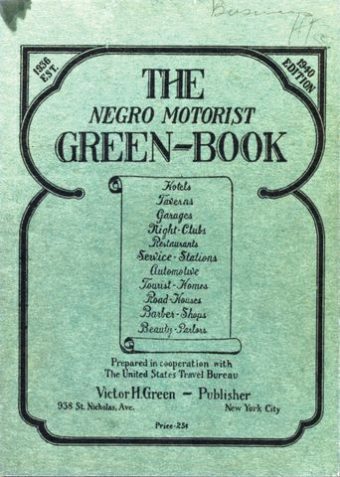 Busin
1936
EST.
1940
EDITION
THE
NEGRO MOTORIST
GREEN-BOOK
Hotels
Taverns
Garages
Night-Clubs
Restaurants
Service-Stations
Automotive
Tourist-Homes
Road-Houses
Barber-Shops
Beauty-Parlors
Prepared in cooperation with
The United States Travel Bureau
Victor H. Green - Publisher
938 St. Nicholas, Ave. New York City
Price-25¢